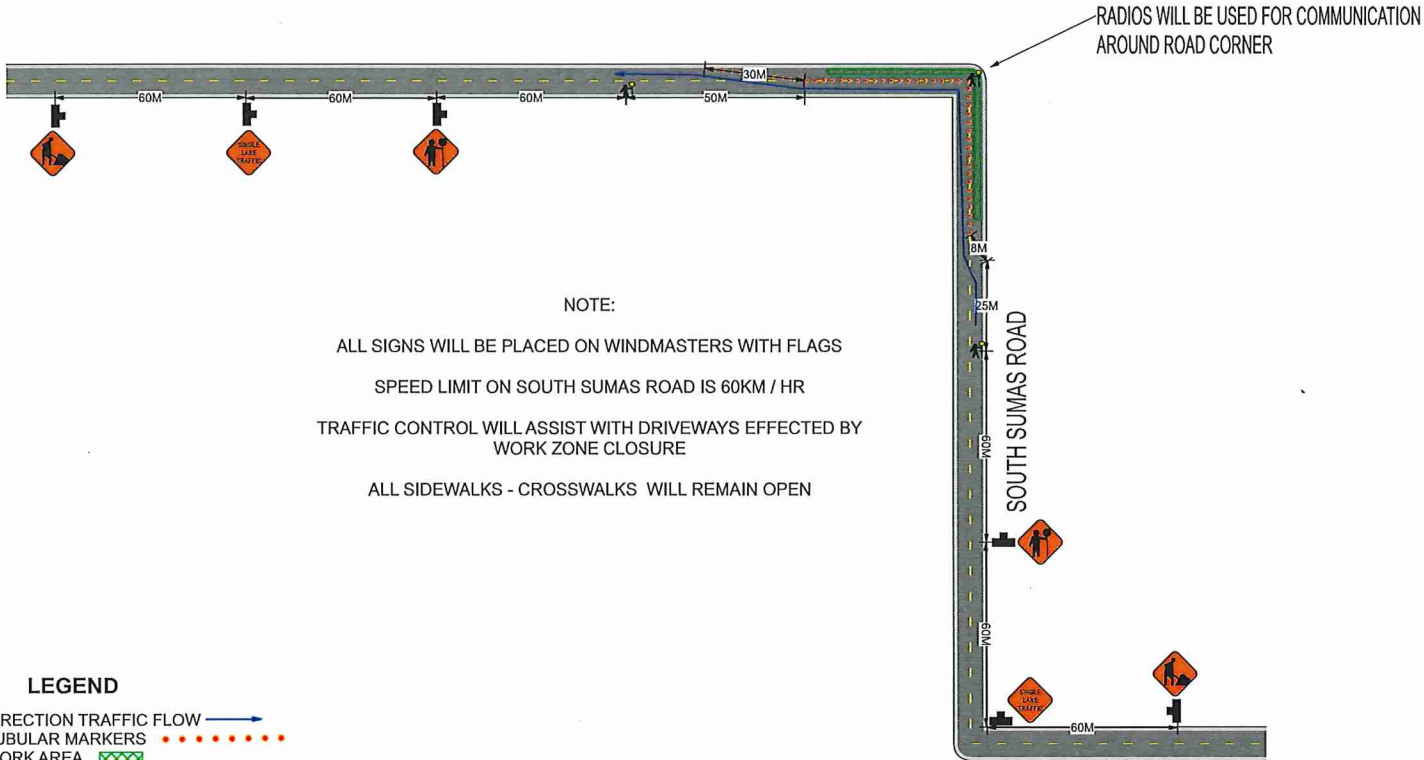 RADIOS WILL BE USED FOR COMMUNICATION
AROUND ROAD CORNER
30M
60M
60M
60M
50M
SINGLE
LANE
TRAFFIC
8M
25M
SOUTH SUMAS ROAD
60M
60M
NOTE:
ALL SIGNS WILL BE PLACED ON WINDMASTERS WITH FLAGS
SPEED LIMIT ON SOUTH SUMAS ROAD IS 60KM / HR
TRAFFIC CONTROL WILL ASSIST WITH DRIVEWAYS EFFECTED BY
WORK ZONE CLOSURE
ALL SIDEWALKS - CROSSWALKS WILL REMAIN OPEN
SINGLE
LANE
TRAFFIC
60M
LEGEND
RECTION TRAFFIC FLOW
UBULAR MARKERS
ORK AREA